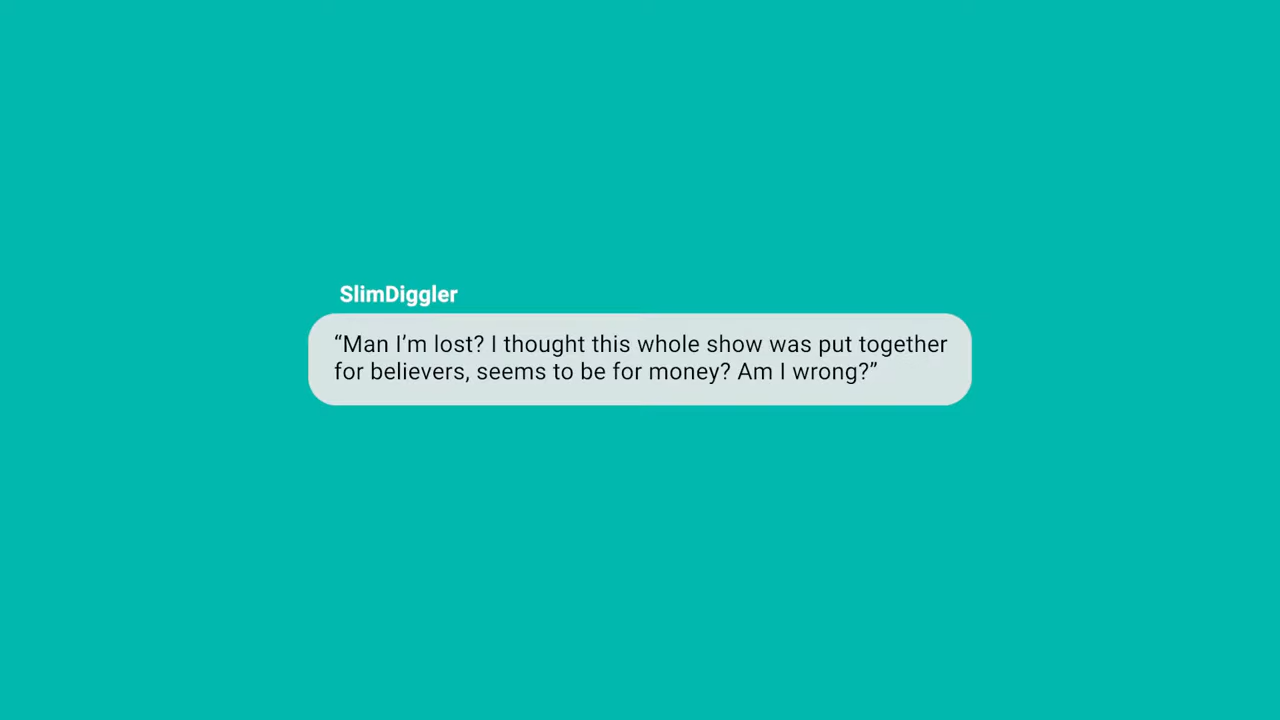 SlimDiggler
“Man I’m lost? I thought this whole show was put together
for believers, seems to be for money? Am I wrong?”